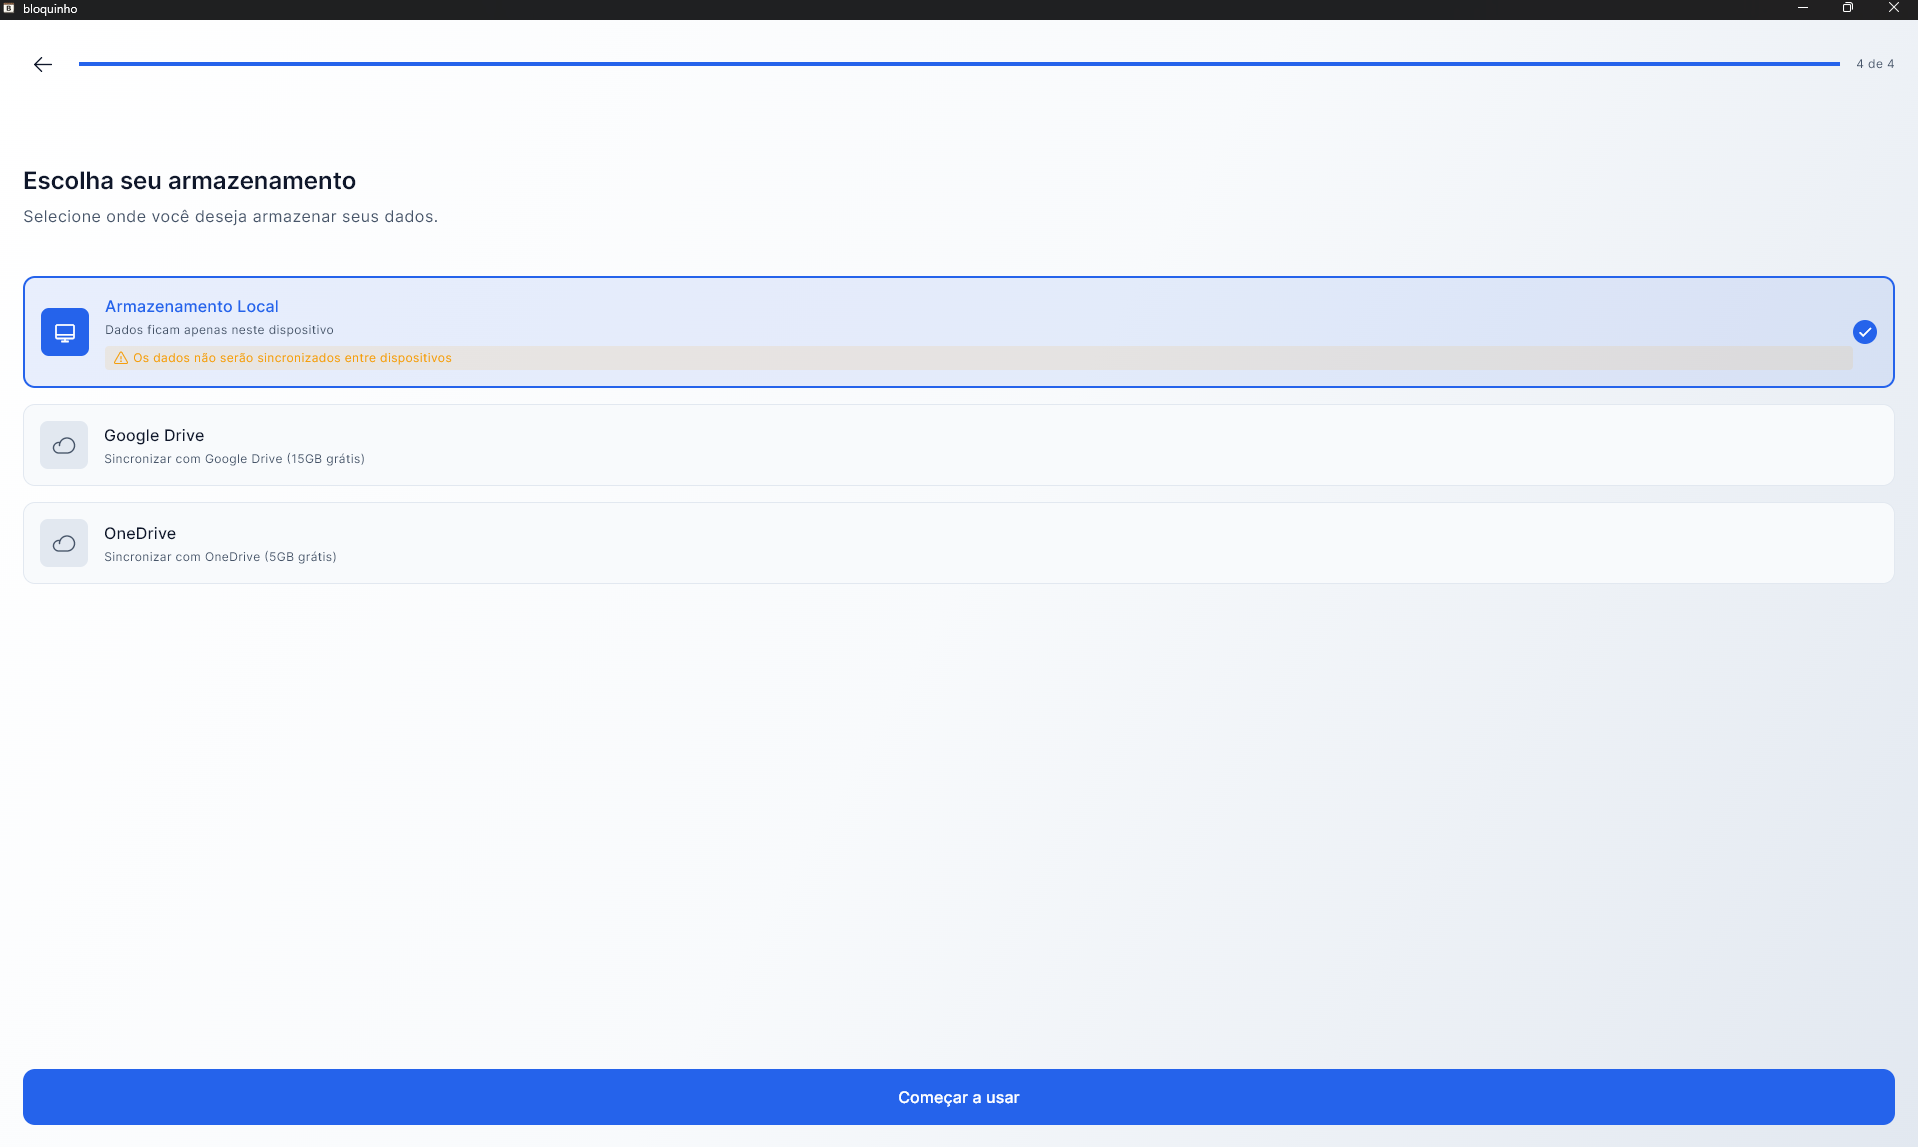 bloquinho
4 de 4
Escolha seu armazenamento
Selecione onde você deseja armazenar seus dados.
Armazenamento Local
Dados ficam apenas neste dispositivo
Os dados não serão sincronizados entre dispositivos
Google Drive
Sincronizar com Google Drive (15GB grátis)
OneDrive
Sincronizar com OneDrive (5GB grátis)
Começar a usar